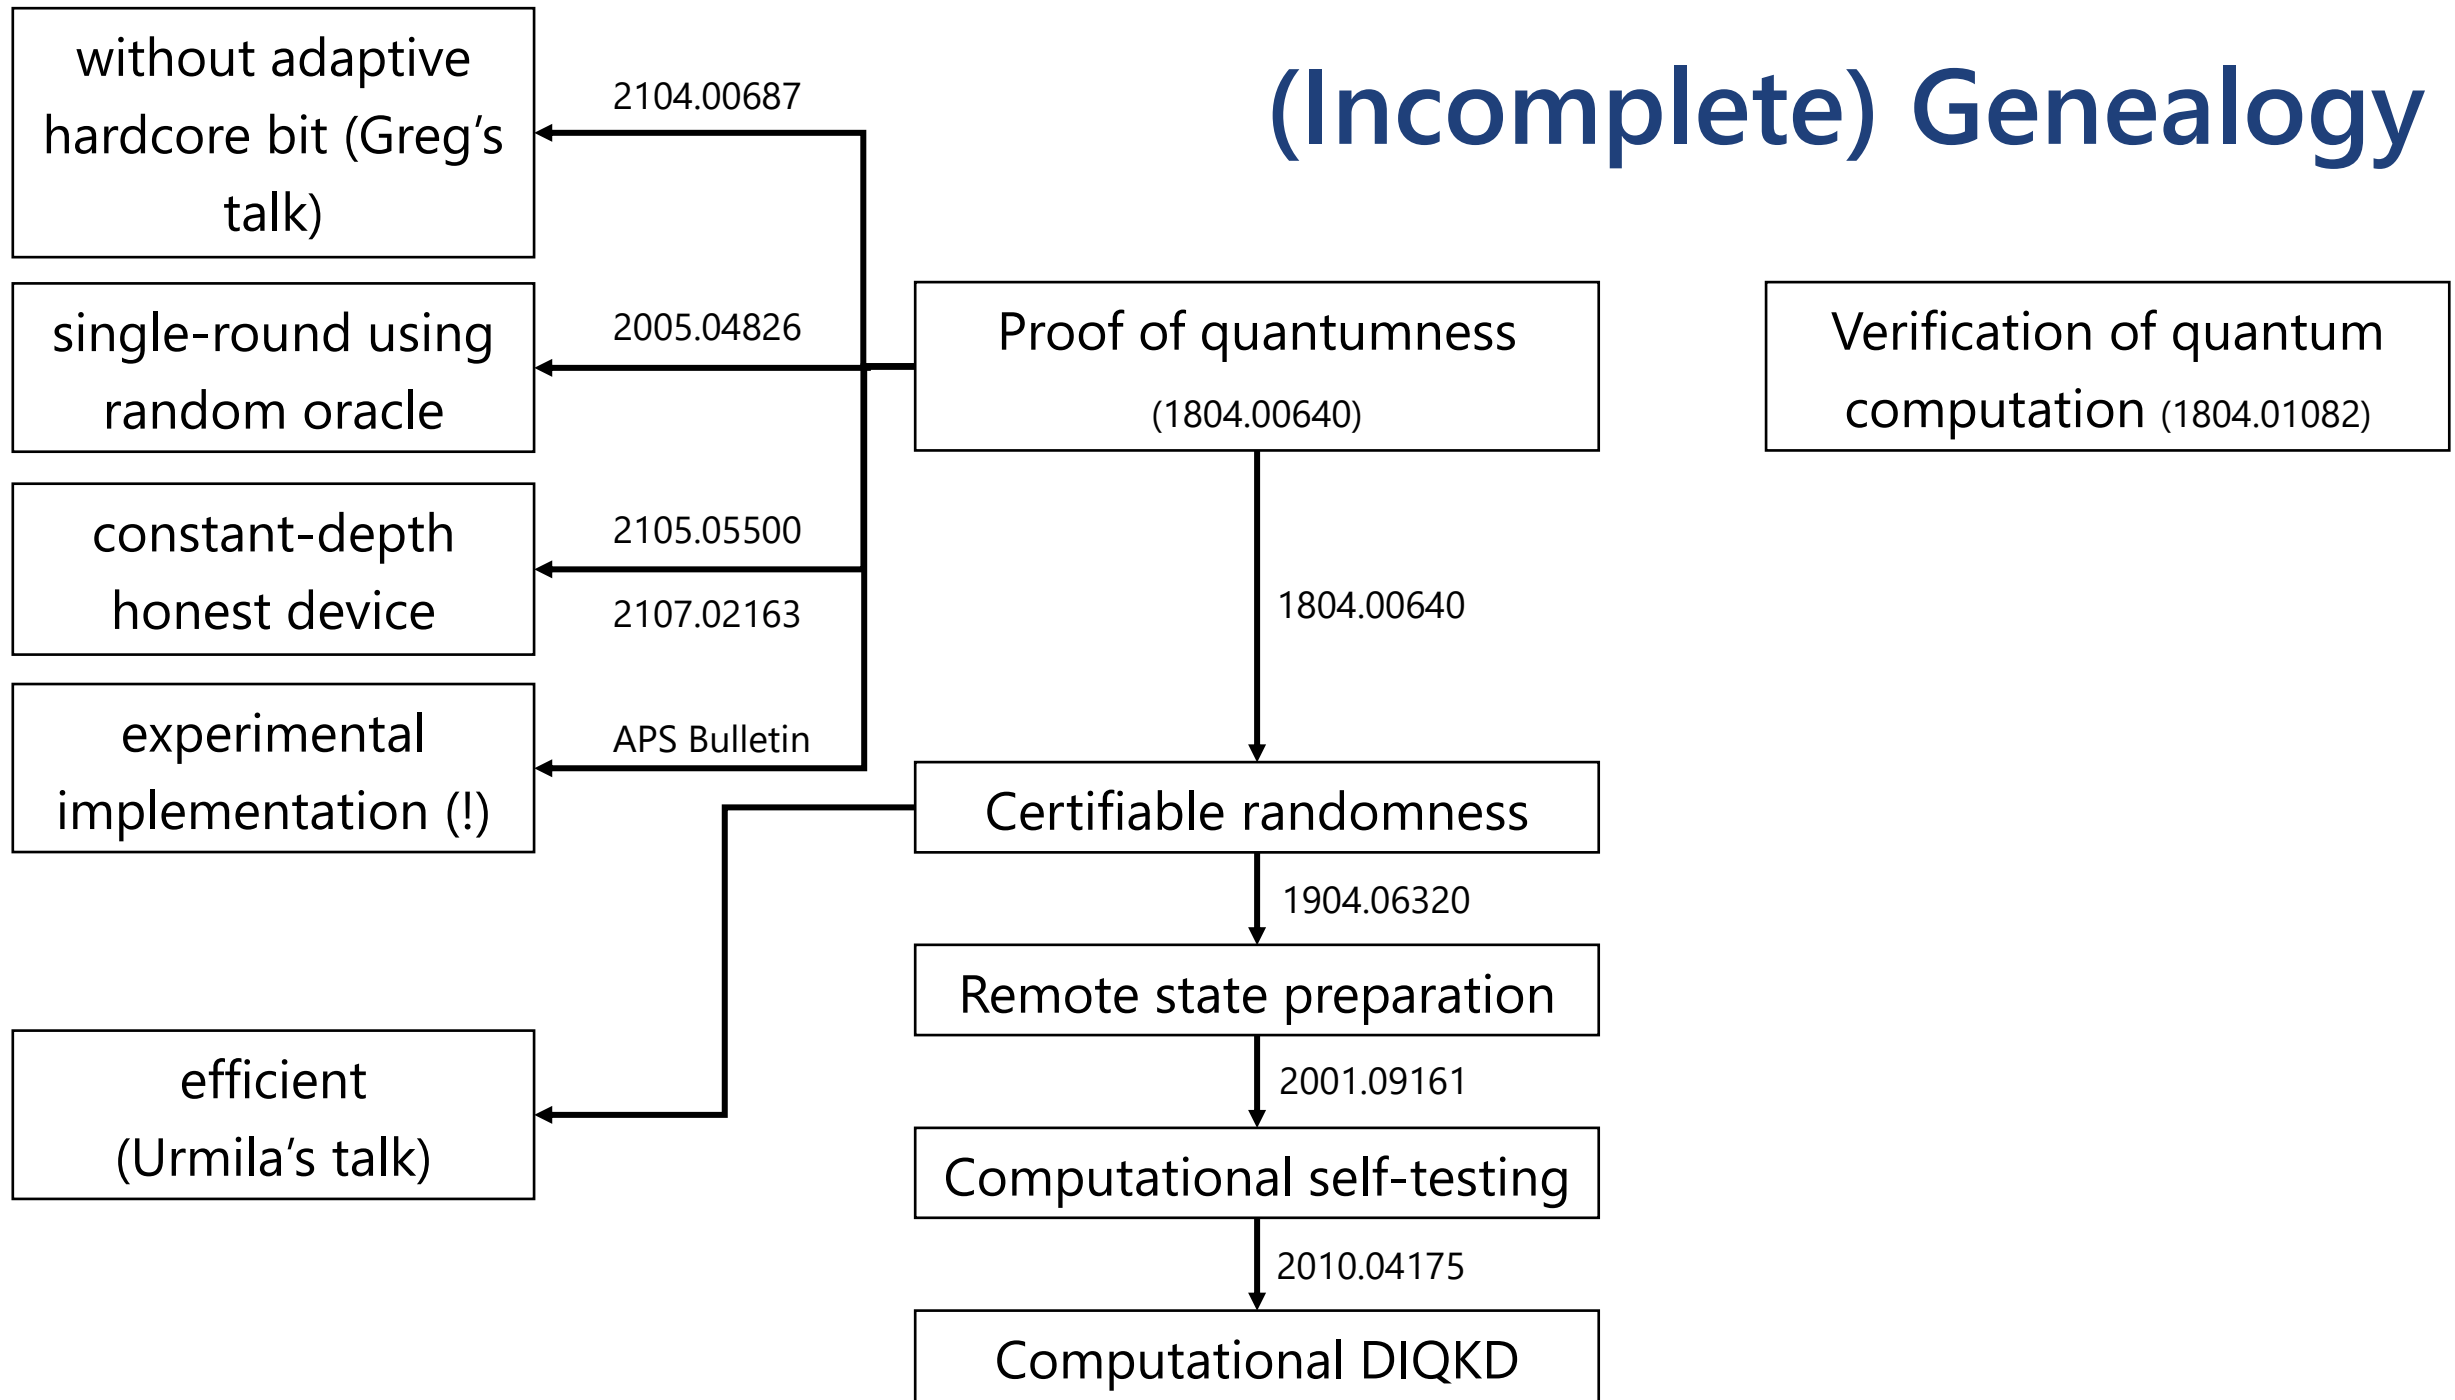 (Incomplete) Genealogy
without adaptive
hardcore bit (Greg's
talk)
2104.00687
single-round using
random oracle
2005.04826
constant-depth
honest device
2105.05500
2107.02163
experimental
implementation (!)
APS Bulletin
efficient
(Urmila's talk)
Proof of quantumness
(1804.00640)
1804.00640
Certifiable randomness
1904.06320
Remote state preparation
2001.09161
Computational self-testing
2010.04175
Computational DIQKD
Verification of quantum
computation (1804.01082)